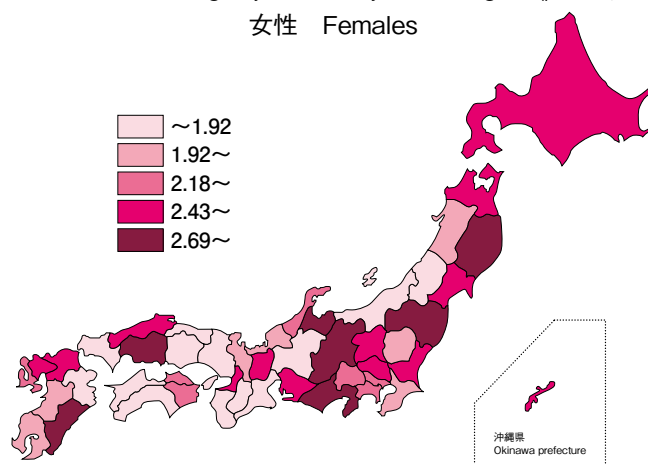 女性 Females
～1.92
1.92～
2.18～
2.43～
2.69～
沖縄県
Okinawa prefecture